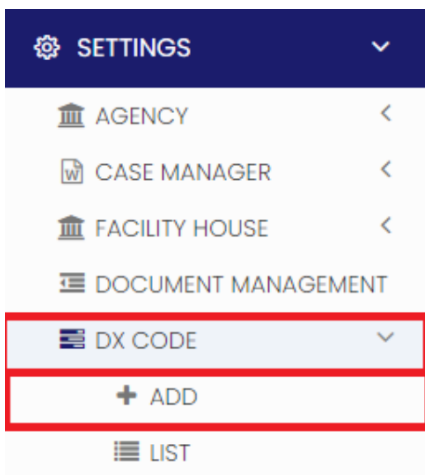 SETTINGS
AGENCY
CASE MANAGER
FACILITY HOUSE
DOCUMENT MANAGEMENT
DX CODE
ADD
LIST